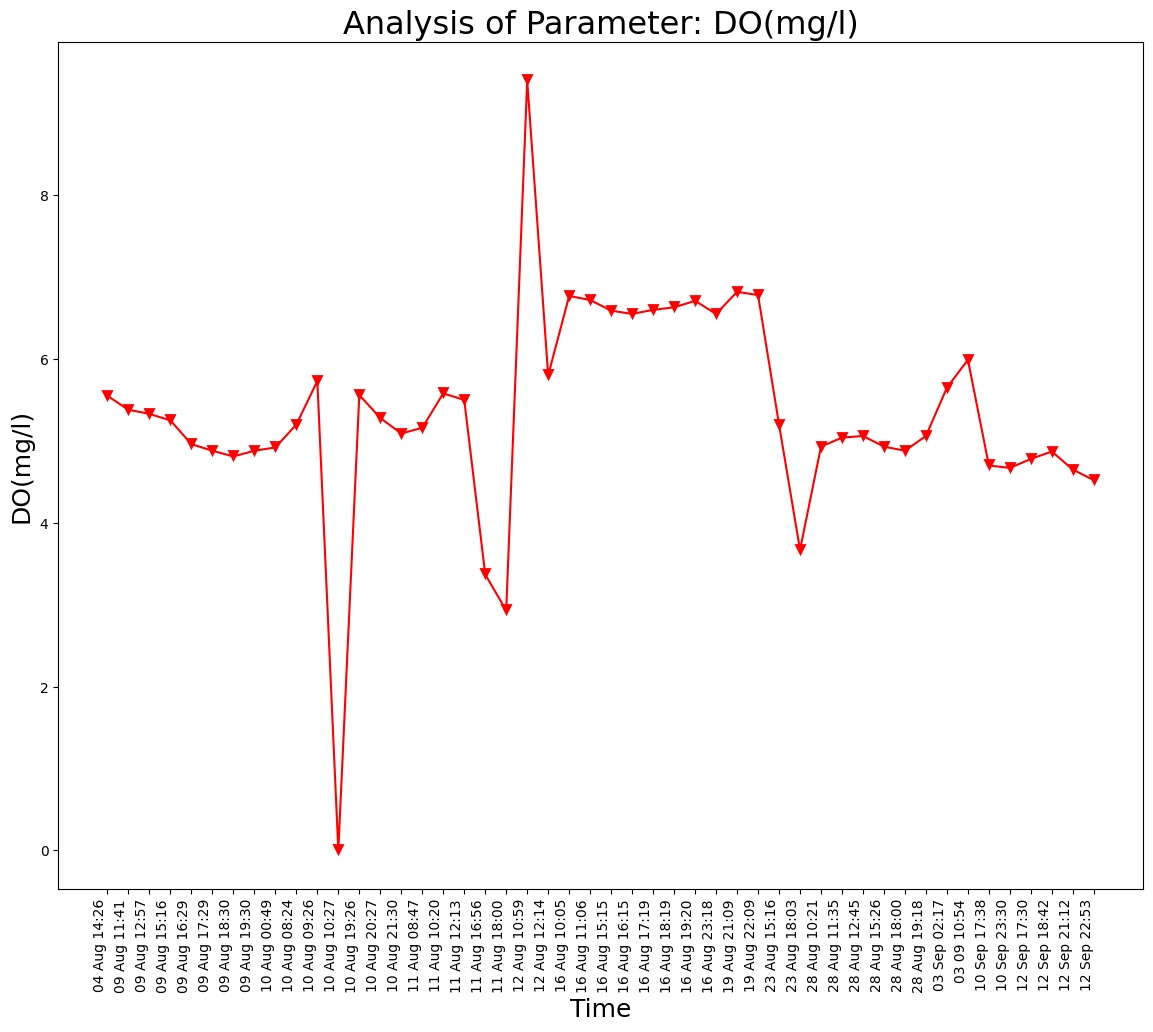 Analysis of Parameter: DO(mg/l)
DO(mg/l)
8
6
4
2
0
04 Aug 14:26
09 Aug 11:41
09 Aug 12:57
09 Aug 15:16
09 Aug 16:29
09 Aug 17:29
09 Aug 18:30
09 Aug 19:30
10 Aug 00:49
10 Aug 08:24
10 Aug 09:26
10 Aug 10:27
10 Aug 19:26
10 Aug 20:27
10 Aug 21:30
11 Aug 08:47
11 Aug 10:20
11 Aug 12:13
11 Aug 16:56
11 Aug 18:00
12 Aug 10:59
12 Aug 12:14
16 Aug 10:05
16 Aug 11:06
16 Aug 15:15
16 Aug 16:15
16 Aug 17:19
16 Aug 18:19
16 Aug 19:20
16 Aug 23:18
19 Aug 21:09
19 Aug 22:09
23 Aug 15:16
23 Aug 18:03
28 Aug 10:21
28 Aug 11:35
28 Aug 12:45
28 Aug 15:26
28 Aug 18:00
28 Aug 19:18
03 Sep 02:17
03 09 10:54
10 Sep 17:38
10 Sep 23:30
12 Sep 17:30
12 Sep 18:42
12 Sep 21:12
12 Sep 22:53
Time